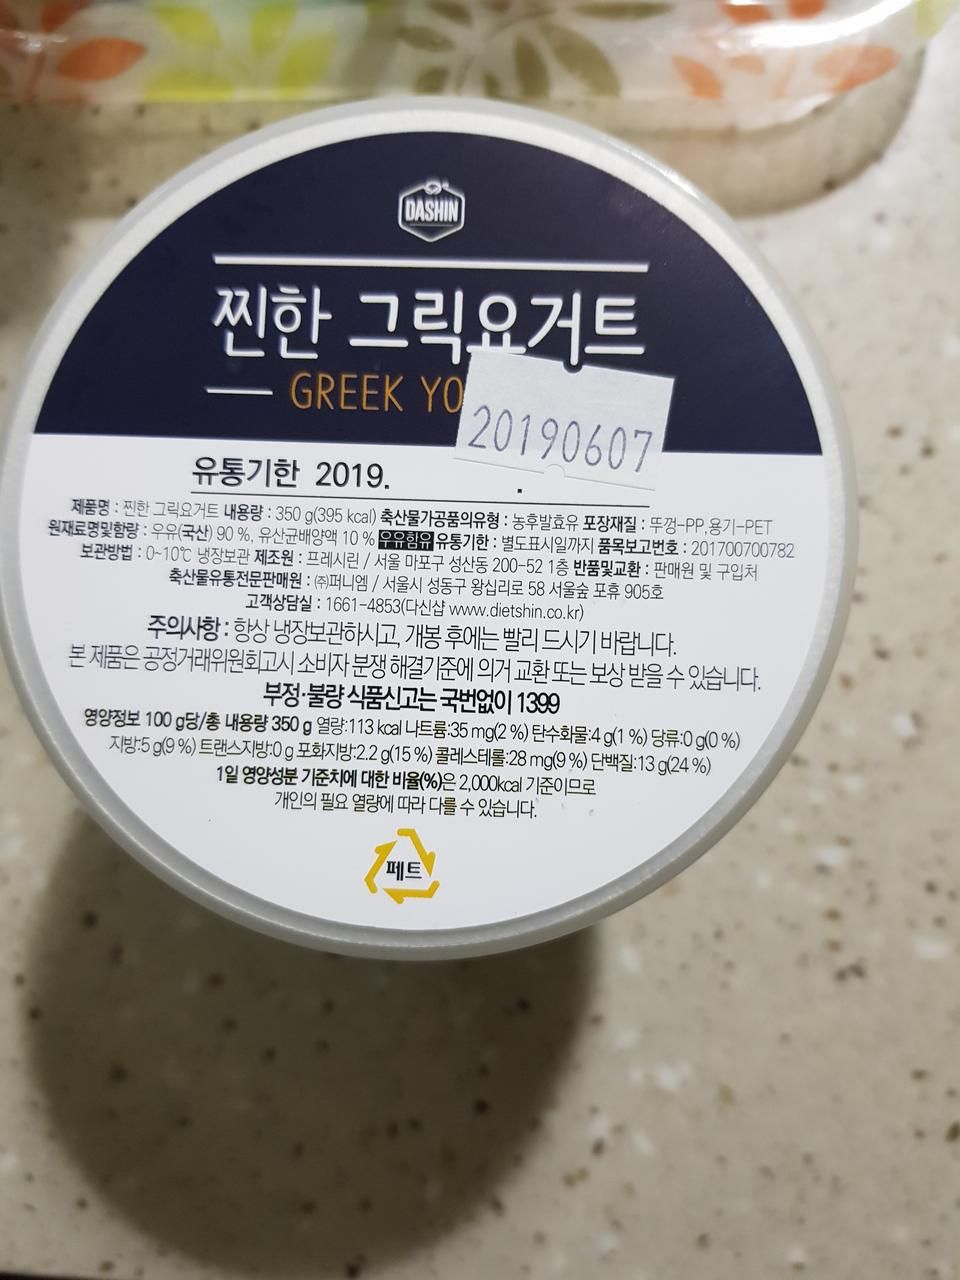 DASHIN
찐한 그릭요거트
GREEK YO
20190607
유통기한 2019. .
제품명 : 찐한 그릭요거트 내용량 : 350 g(395 kcal) 축산물가공품의유형 : 농후발효유 포장재질 : 뚜껑-PP,용기-PET
원재료명및함량 : 우유(국산) 90 %, 유산균배양액 10 % 우유함유 유통기한 : 별도표시일까지 품목보고번호 : 201700700782
보관방법 : 0~10℃ 냉장보관 제조원 : 프레시린 / 서울 마포구 성산동 200-52 1층 반품및교환 : 판매원 및 구입처
축산물유통전문판매원 : ㈜퍼니엠 / 서울시 성동구 왕십리로 58 서울숲 포휴 905호
고객상담실 : 1661-4853(다신샵 www.dietshin.co.kr)
주의사항 : 항상 냉장보관하시고, 개봉 후에는 빨리 드시기 바랍니다.
본 제품은 공정거래위원회고시 소비자 분쟁 해결기준에 의거 교환 또는 보상 받을 수 있습니다.
부정·불량 식품신고는 국번없이 1399
영양정보 100 g당/총 내용량 350 g 열량:113 kcal 나트륨:35 mg(2 %) 탄수화물:4 g(1 %) 당류:0 g(0 %)
지방:5 g(9 %) 트랜스지방:0 g 포화지방:2.2 g(15 %) 콜레스테롤:28 mg(9 %) 단백질:13 g(24 %)
1일 영양성분 기준치에 대한 비율(%)은 2,000kcal 기준이므로
개인의 필요 열량에 따라 다를 수 있습니다.
페트